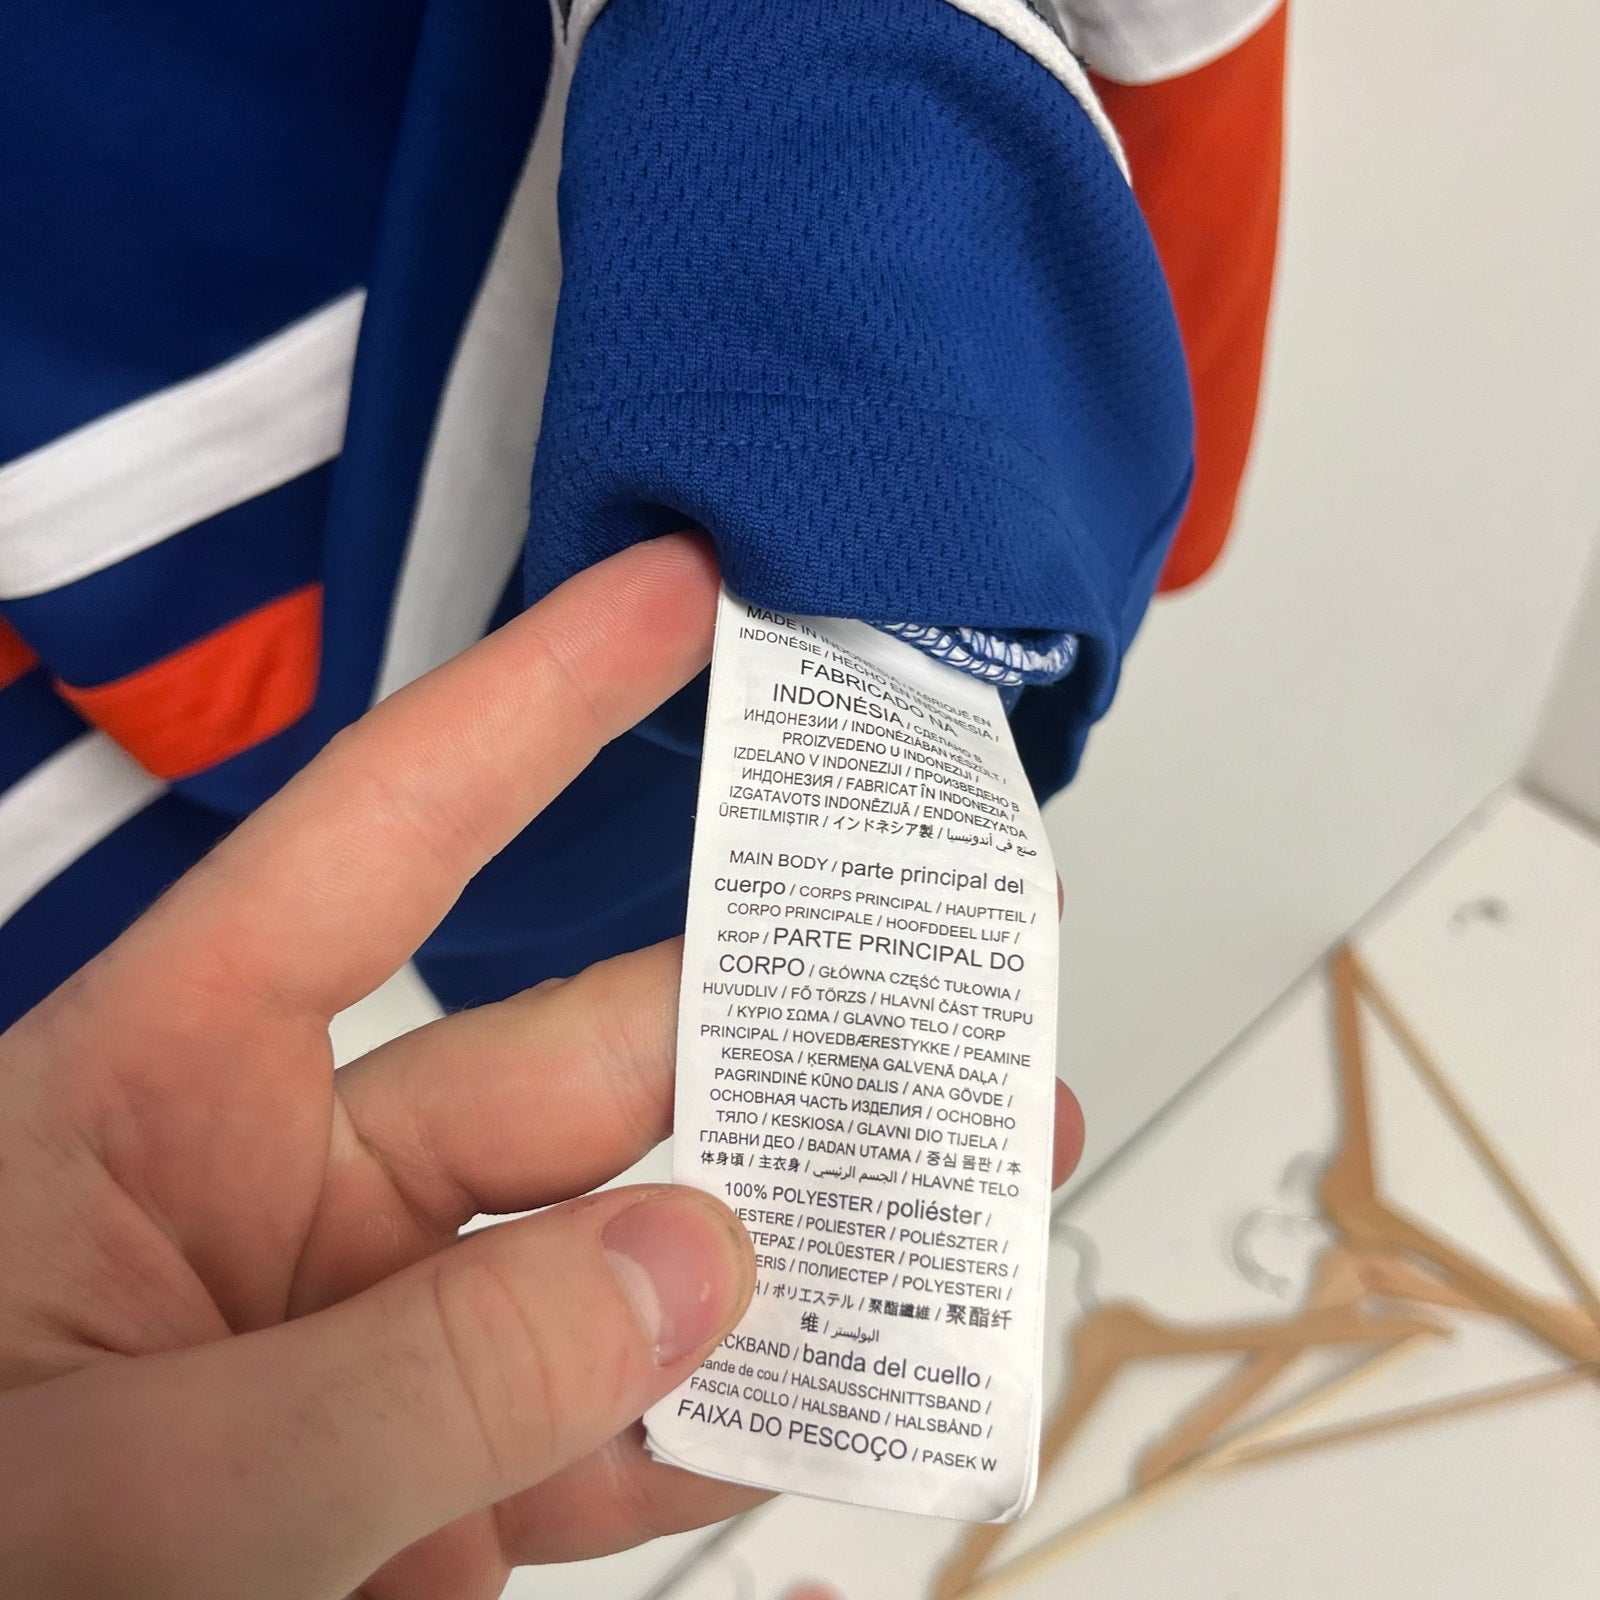 MADE IN INDONESIA / FABRIQUÉ EN
INDONÉSIE / HECHO EN INDONESIA /
FABRICADO NA
INDONÉSIA / СДЕЛАНО В
ИНДОНЕЗИИ / INDONÉZIÁBAN KÉSZÜLT /
PROIZVEDENO U INDONEZIJI /
IZDELANO V INDONEZIJI / ПРОИЗВЕДЕНО В
ИНДОНЕЗИЯ / FABRICAT ÎN INDONEZIA /
IZGATAVOTS INDONĒZIJĀ / ENDONEZYA'DA
ÜRETILMIŞTIR / インドネシア製 / صنع في أندونيسيا
MAIN BODY / parte principal del
cuerpo / CORPS PRINCIPAL / HAUPTTEIL /
CORPO PRINCIPALE / HOOFDDEEL LIJF /
KROP / PARTE PRINCIPAL DO
CORPO / GŁÓWNA CZĘŚĆ TUŁOWIA /
HUVUDLIV / FŐ TÖRZS / HLAVNÍ ČÁST TRUPU
/ ΚΥΡΙΟ ΣΩΜΑ / GLAVNO TELO / CORP
PRINCIPAL / HOVEDBÆRESTYKKE / PEAMINE
KEREOSA / ĶERMEŅA GALVENĀ DAĻA /
PAGRINDINĖ KŪNO DALIS / ANA GÖVDE /
ОСНОВНАЯ ЧАСТЬ ИЗДЕЛИЯ / ОСНОВНО
ТЯЛО / KESKIOSA / GLAVNI DIO TIJELA /
ГЛАВНИ ДЕО / BADAN UTAMA / 중심 몸판 / 本
体身頃 / 主衣身 / الجسم الرئيسي / HLAVNÉ TELO
100% POLYESTER / poliéster /
IESTERE / POLIESTER / POLIÉSZTER /
ΤΕΡΑΣ / POLÜESTER / POLIESTERS /
ERIS / ПОЛИЕСТЕР / POLYESTERI /
/ ポリエステル / 聚酯纖維 / 聚酯纤
维 / البوليستر
ECKBAND / banda del cuello /
bande de cou / HALSAUSSCHNITTSBAND /
FASCIA COLLO / HALSBAND / HALSBÅND /
FAIXA DO PESCOÇO / PASEK W